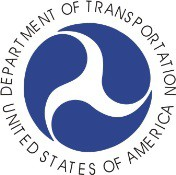 DEPARTMENT OF TRANSPORTATION
UNITED STATES OF AMERICA